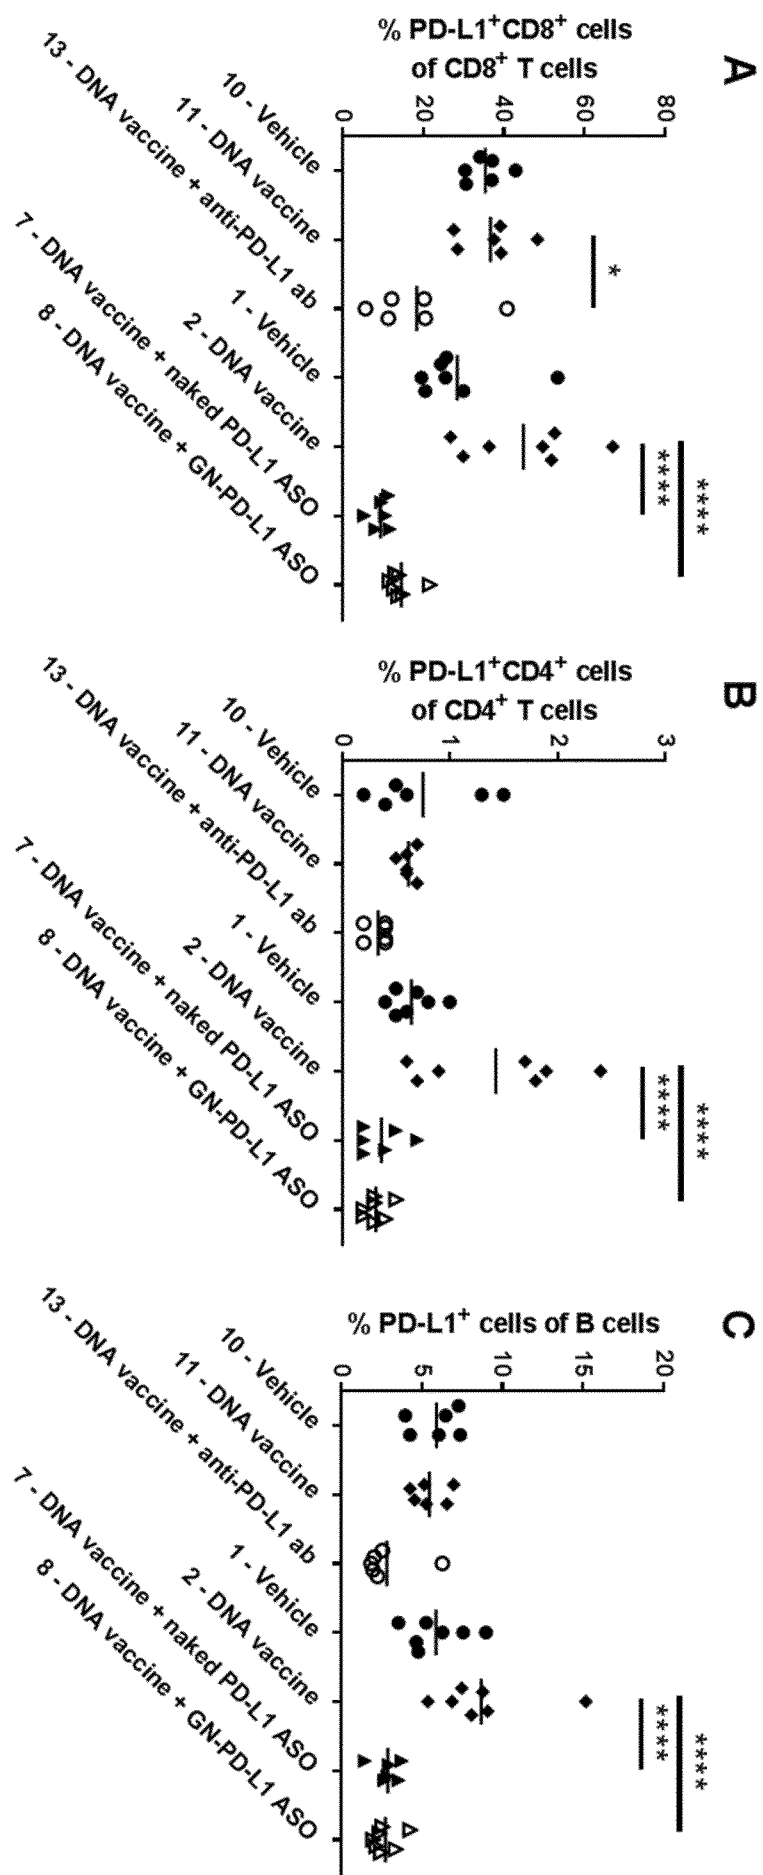 A
% PD-L1⁺CD8⁺ cells
of CD8⁺ T cells
80
60
40
20
0
*
****
****
10 - Vehicle
11 - DNA vaccine
13 - DNA vaccine + anti-PD-L1 ab
1 - Vehicle
2 - DNA vaccine
7 - DNA vaccine + naked PD-L1 ASO
8 - DNA vaccine + GN-PD-L1 ASO
B
% PD-L1⁺CD4⁺ cells
of CD4⁺ T cells
3
2
1
0
****
****
10 - Vehicle
11 - DNA vaccine
13 - DNA vaccine + anti-PD-L1 ab
1 - Vehicle
2 - DNA vaccine
7 - DNA vaccine + naked PD-L1 ASO
8 - DNA vaccine + GN-PD-L1 ASO
C
% PD-L1⁺ cells of B cells
20
15
10
5
0
****
****
10 - Vehicle
11 - DNA vaccine
13 - DNA vaccine + anti-PD-L1 ab
1 - Vehicle
2 - DNA vaccine
7 - DNA vaccine + naked PD-L1 ASO
8 - DNA vaccine + GN-PD-L1 ASO